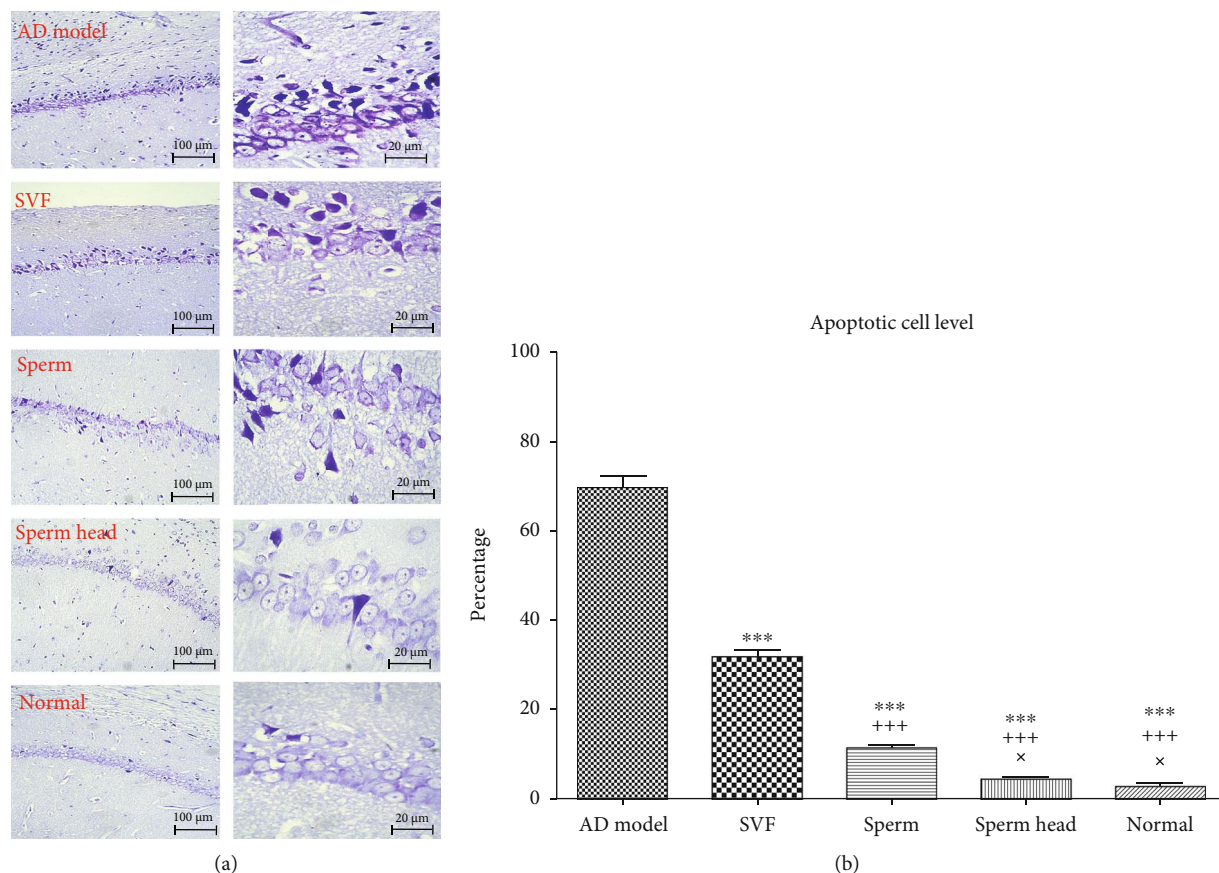 AD model
100 μm
20 μm
SVF
100 μm
20 μm
Sperm
100 μm
20 μm
Sperm head
100 μm
20 μm
Normal
100 μm
20 μm
(a)
Apoptotic cell level
Percentage
100
80
60
40
20
0
***
***
+++
***
+++
×
***
+++
×
AD model SVF Sperm Sperm head Normal
(b)